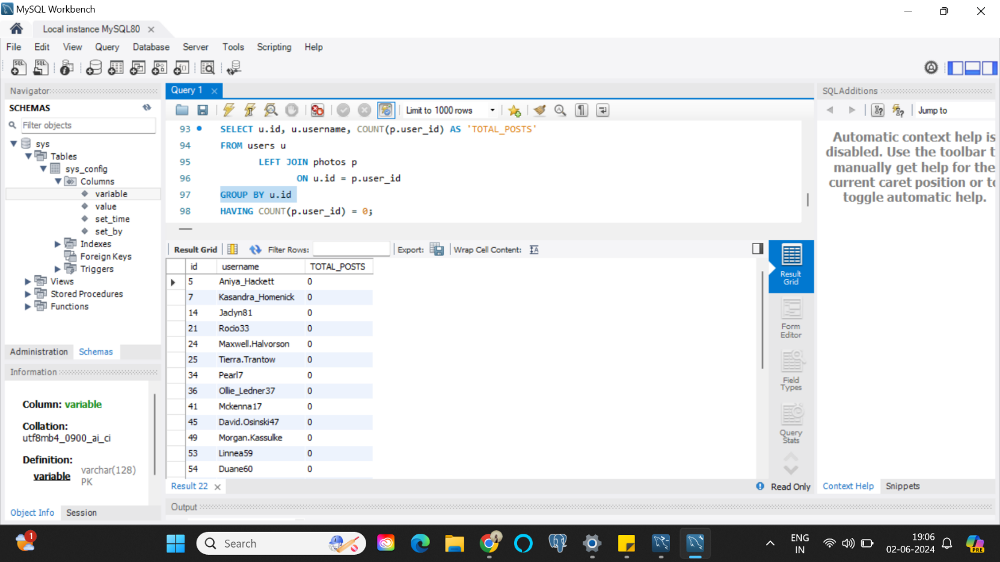 MySQL Workbench
Local instance MySQL80
File Edit View Query Database Server Tools Scripting Help
SQL SQL
Navigator
SCHEMAS
Filter objects
sys
Tables
sys_config
Columns
variable
value
set_time
set_by
Indexes
Foreign Keys
Triggers
Views
Stored Procedures
Functions
Administration Schemas
Information
Column: variable
Collation:
utf8mb4_0900_ai_ci
Definition:
variable varchar(128)
PK
Object Info Session
Query 1
Limit to 1000 rows
93 SELECT u.id, u.username, COUNT(p.user_id) AS 'TOTAL_POSTS'
94 FROM users u
95 LEFT JOIN photos p
96 ON u.id = p.user_id
97 GROUP BY u.id
98 HAVING COUNT(p.user_id) = 0;
Result Grid Filter Rows: Export: Wrap Cell Content:
id username TOTAL_POSTS
5 Aniya_Hackett 0
7 Kasandra_Homenick 0
14 Jaclyn81 0
21 Rocio33 0
24 Maxwell.Halvorson 0
25 Tierra.Trantow 0
34 Pearl7 0
36 Ollie_Ledner37 0
41 Mckenna17 0
45 David.Osinski47 0
49 Morgan.Kassulke 0
53 Linnea59 0
54 Duane60 0
Result
Grid
Form
Editor
Field
Types
Query
Stats
Result 22
Read Only
Output
SQLAdditions
Jump to
Automatic context help is
disabled. Use the toolbar t
manually get help for the
current caret position or to
toggle automatic help.
Context Help Snippets
1
Search
ENG
IN
19:06
02-06-2024
PRE